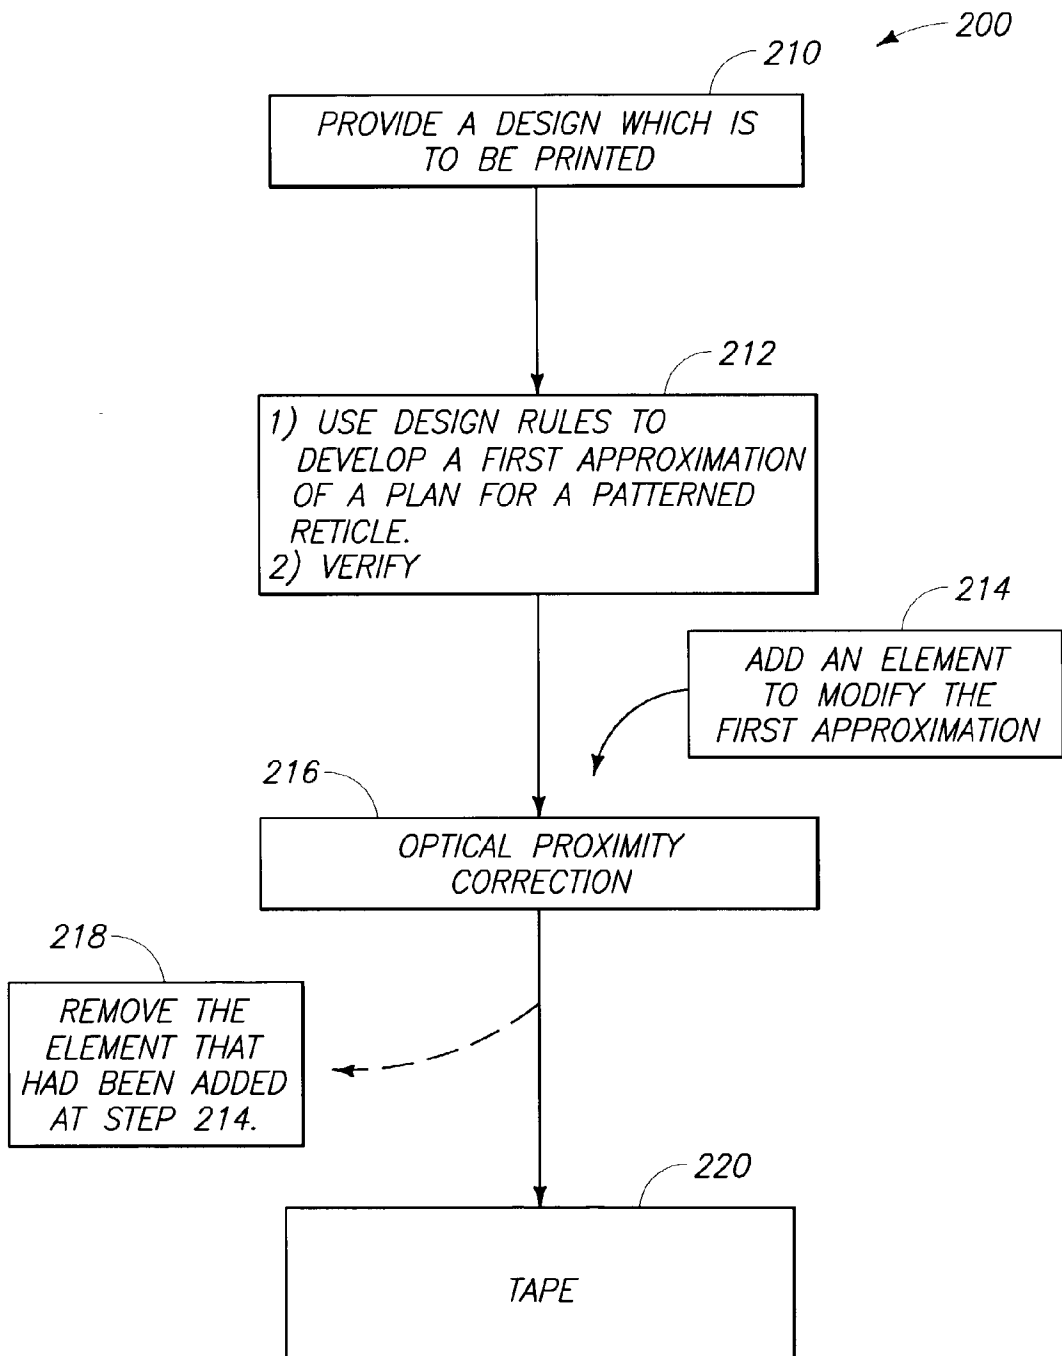 200
210
PROVIDE A DESIGN WHICH IS
TO BE PRINTED
212
1) USE DESIGN RULES TO
DEVELOP A FIRST APPROXIMATION
OF A PLAN FOR A PATTERNED
RETICLE.
2) VERIFY
214
ADD AN ELEMENT
TO MODIFY THE
FIRST APPROXIMATION
216
OPTICAL PROXIMITY
CORRECTION
218
REMOVE THE
ELEMENT THAT
HAD BEEN ADDED
AT STEP 214.
220
TAPE